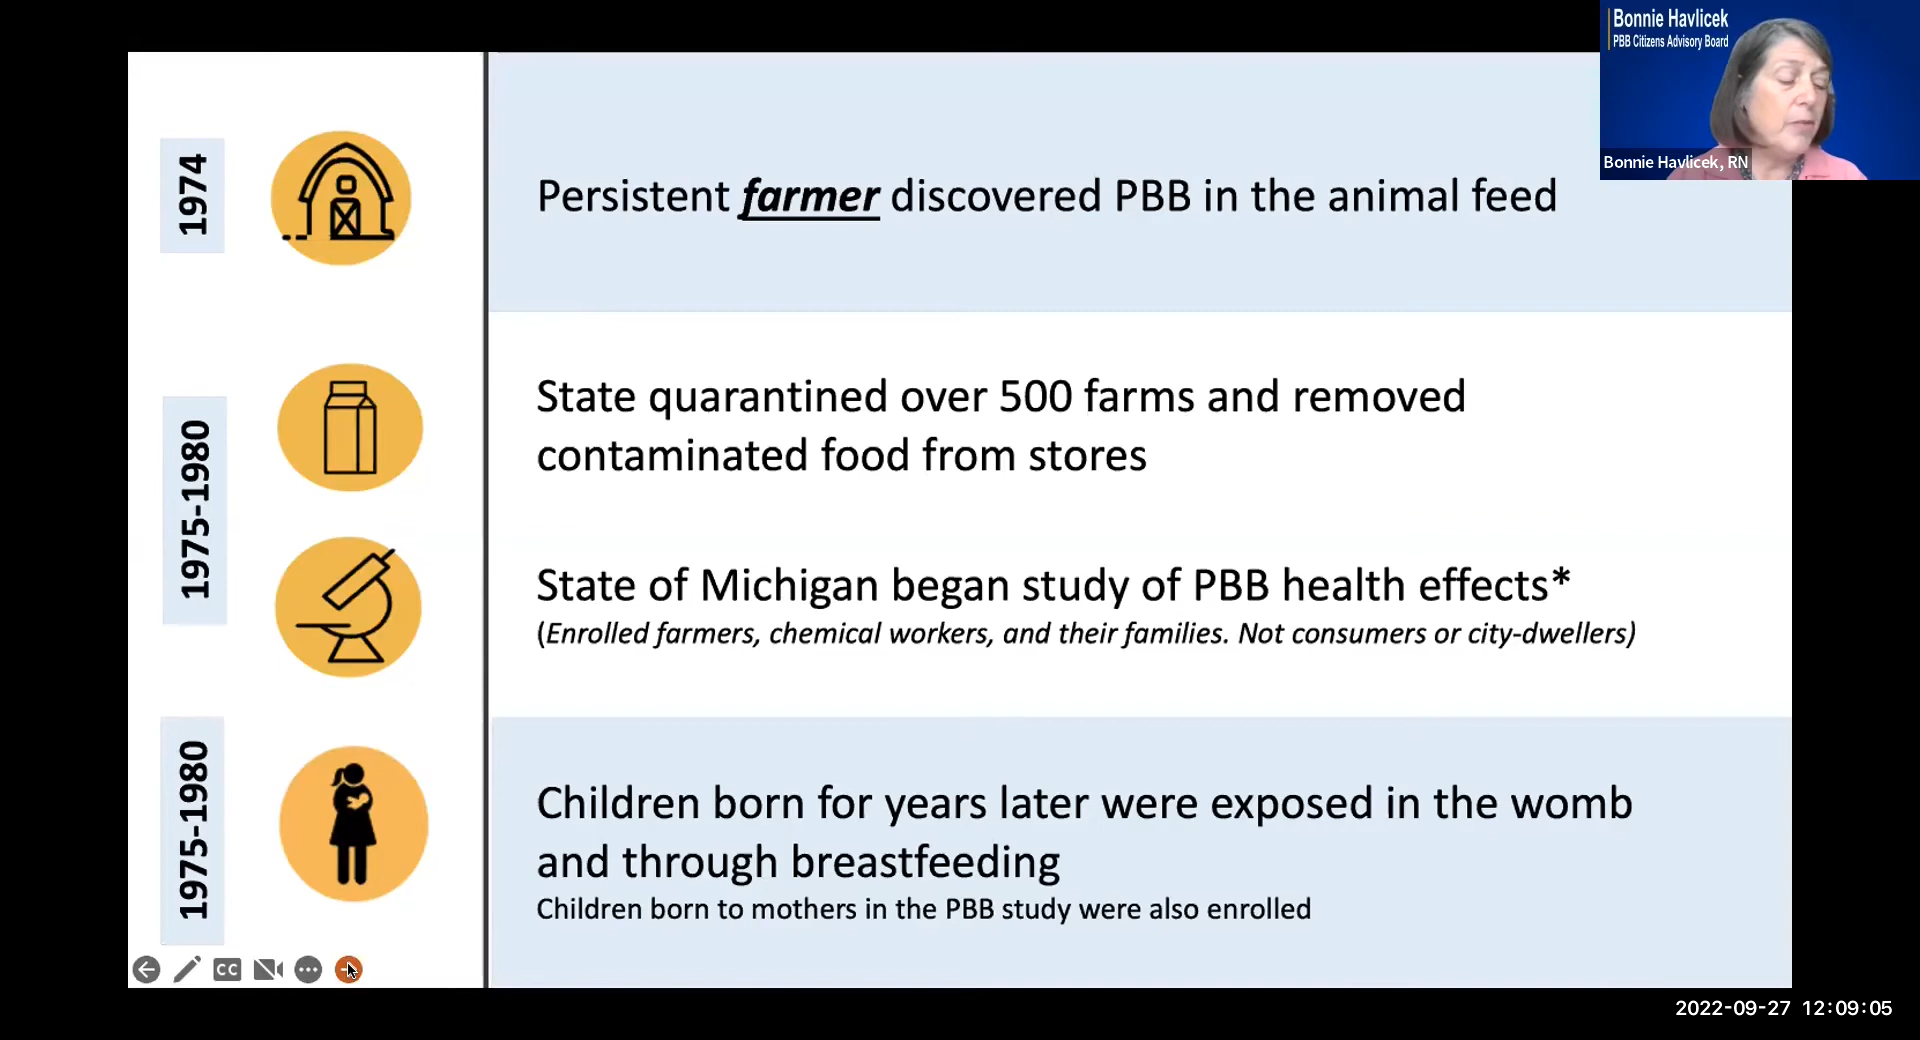 Bonnie Havlicek
PBB Citizens Advisory Board
Bonnie Havlicek, RN
1974
Persistent farmer discovered PBB in the animal feed
1975-1980
State quarantined over 500 farms and removed
contaminated food from stores
State of Michigan began study of PBB health effects*
(Enrolled farmers, chemical workers, and their families. Not consumers or city-dwellers)
1975-1980
Children born for years later were exposed in the womb
and through breastfeeding
Children born to mothers in the PBB study were also enrolled
CC
2022-09-27 12:09:05